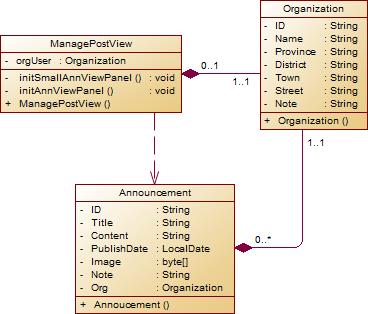 ManagePostView
- orgUser : Organization
- initSmallAnnViewPanel () : void
- initAnnViewPanel () : void
+ ManagePostView ()
0..1
1..1
Organization
- ID : String
- Name : String
- Province : String
- District : String
- Town : String
- Street : String
- Note : String
+ Organization ()
1..1
0..*
Announcement
- ID : String
- Title : String
- Content : String
- PublishDate : LocalDate
- Image : byte[]
- Note : String
- Org : Organization
+ Annoucement ()